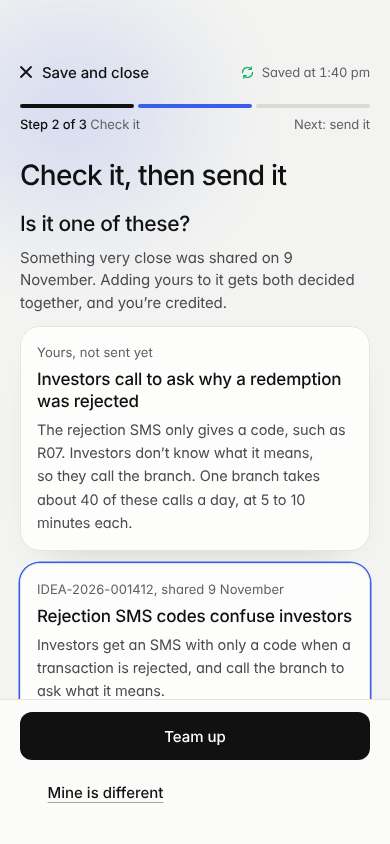 Save and close
Saved at 1:40 pm
Step 2 of 3 Check it
Next: send it
Check it, then send it
Is it one of these?
Something very close was shared on 9
November. Adding yours to it gets both decided
together, and you’re credited.
Yours, not sent yet
Investors call to ask why a redemption
was rejected
The rejection SMS only gives a code, such as
R07. Investors don’t know what it means,
so they call the branch. One branch takes
about 40 of these calls a day, at 5 to 10
minutes each.
IDEA-2026-001412, shared 9 November
Rejection SMS codes confuse investors
Investors get an SMS with only a code when a
transaction is rejected, and call the branch to
ask what it means.
Team up
Mine is different